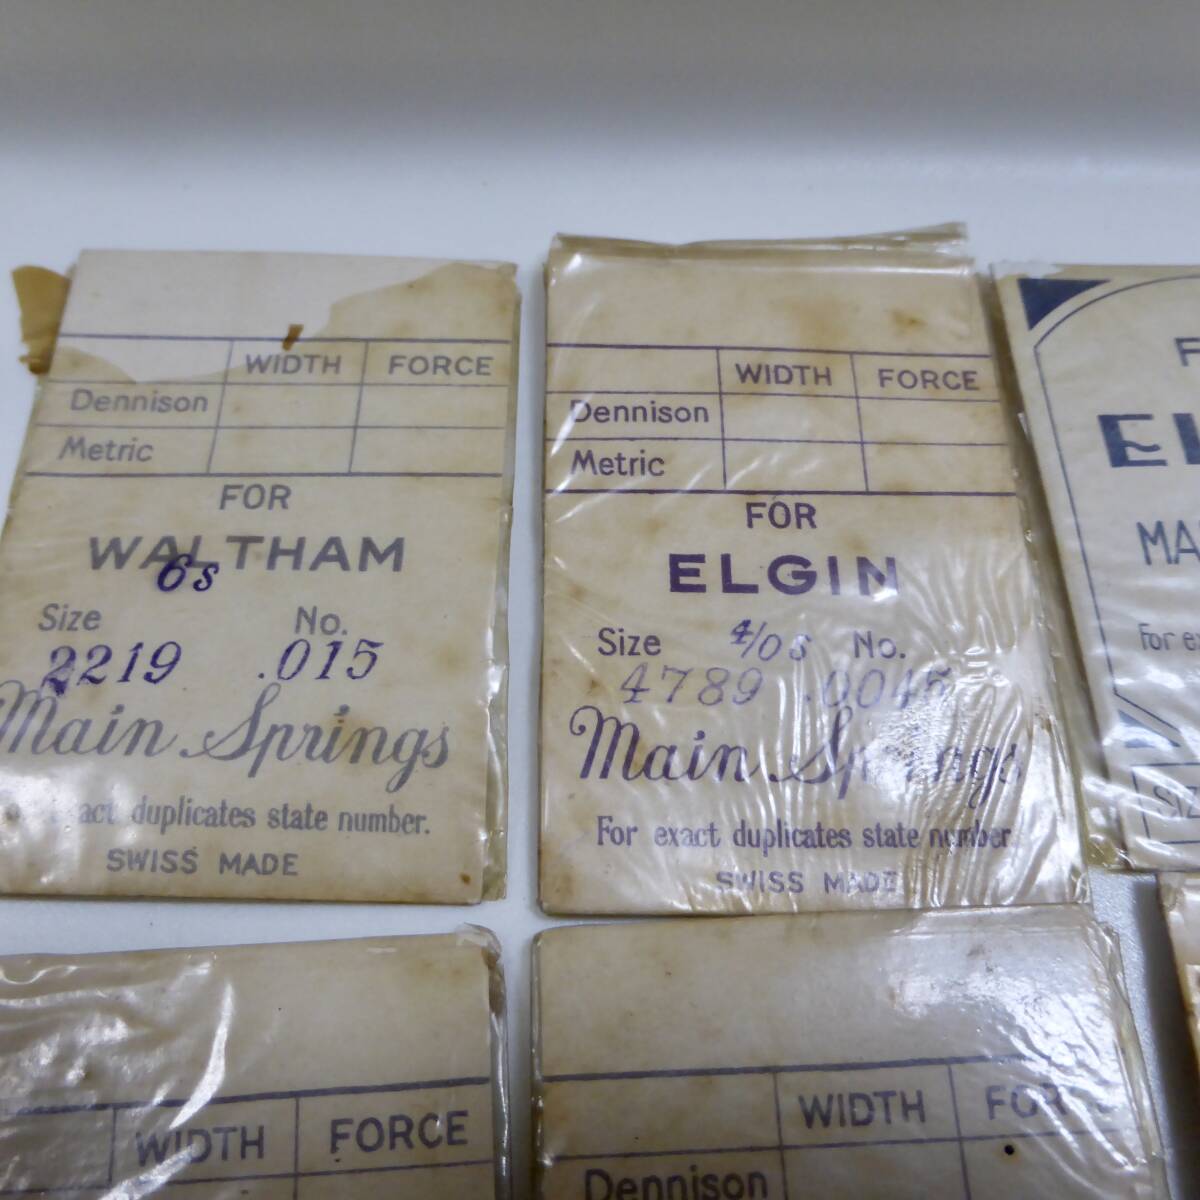 WIDTH FORCE
Dennison
Metric
FOR
WALTHAM
6s
Size No.
2219 .015
Main Springs
duplicates state number.
SWISS MADE
WIDTH FORCE
Dennison
Metric
FOR
ELGIN
Size 4/0s No.
4789 .0045
Main Springs
For exact duplicates state number.
SWISS MADE
WIDTH FORCE
WIDTH
Dennison